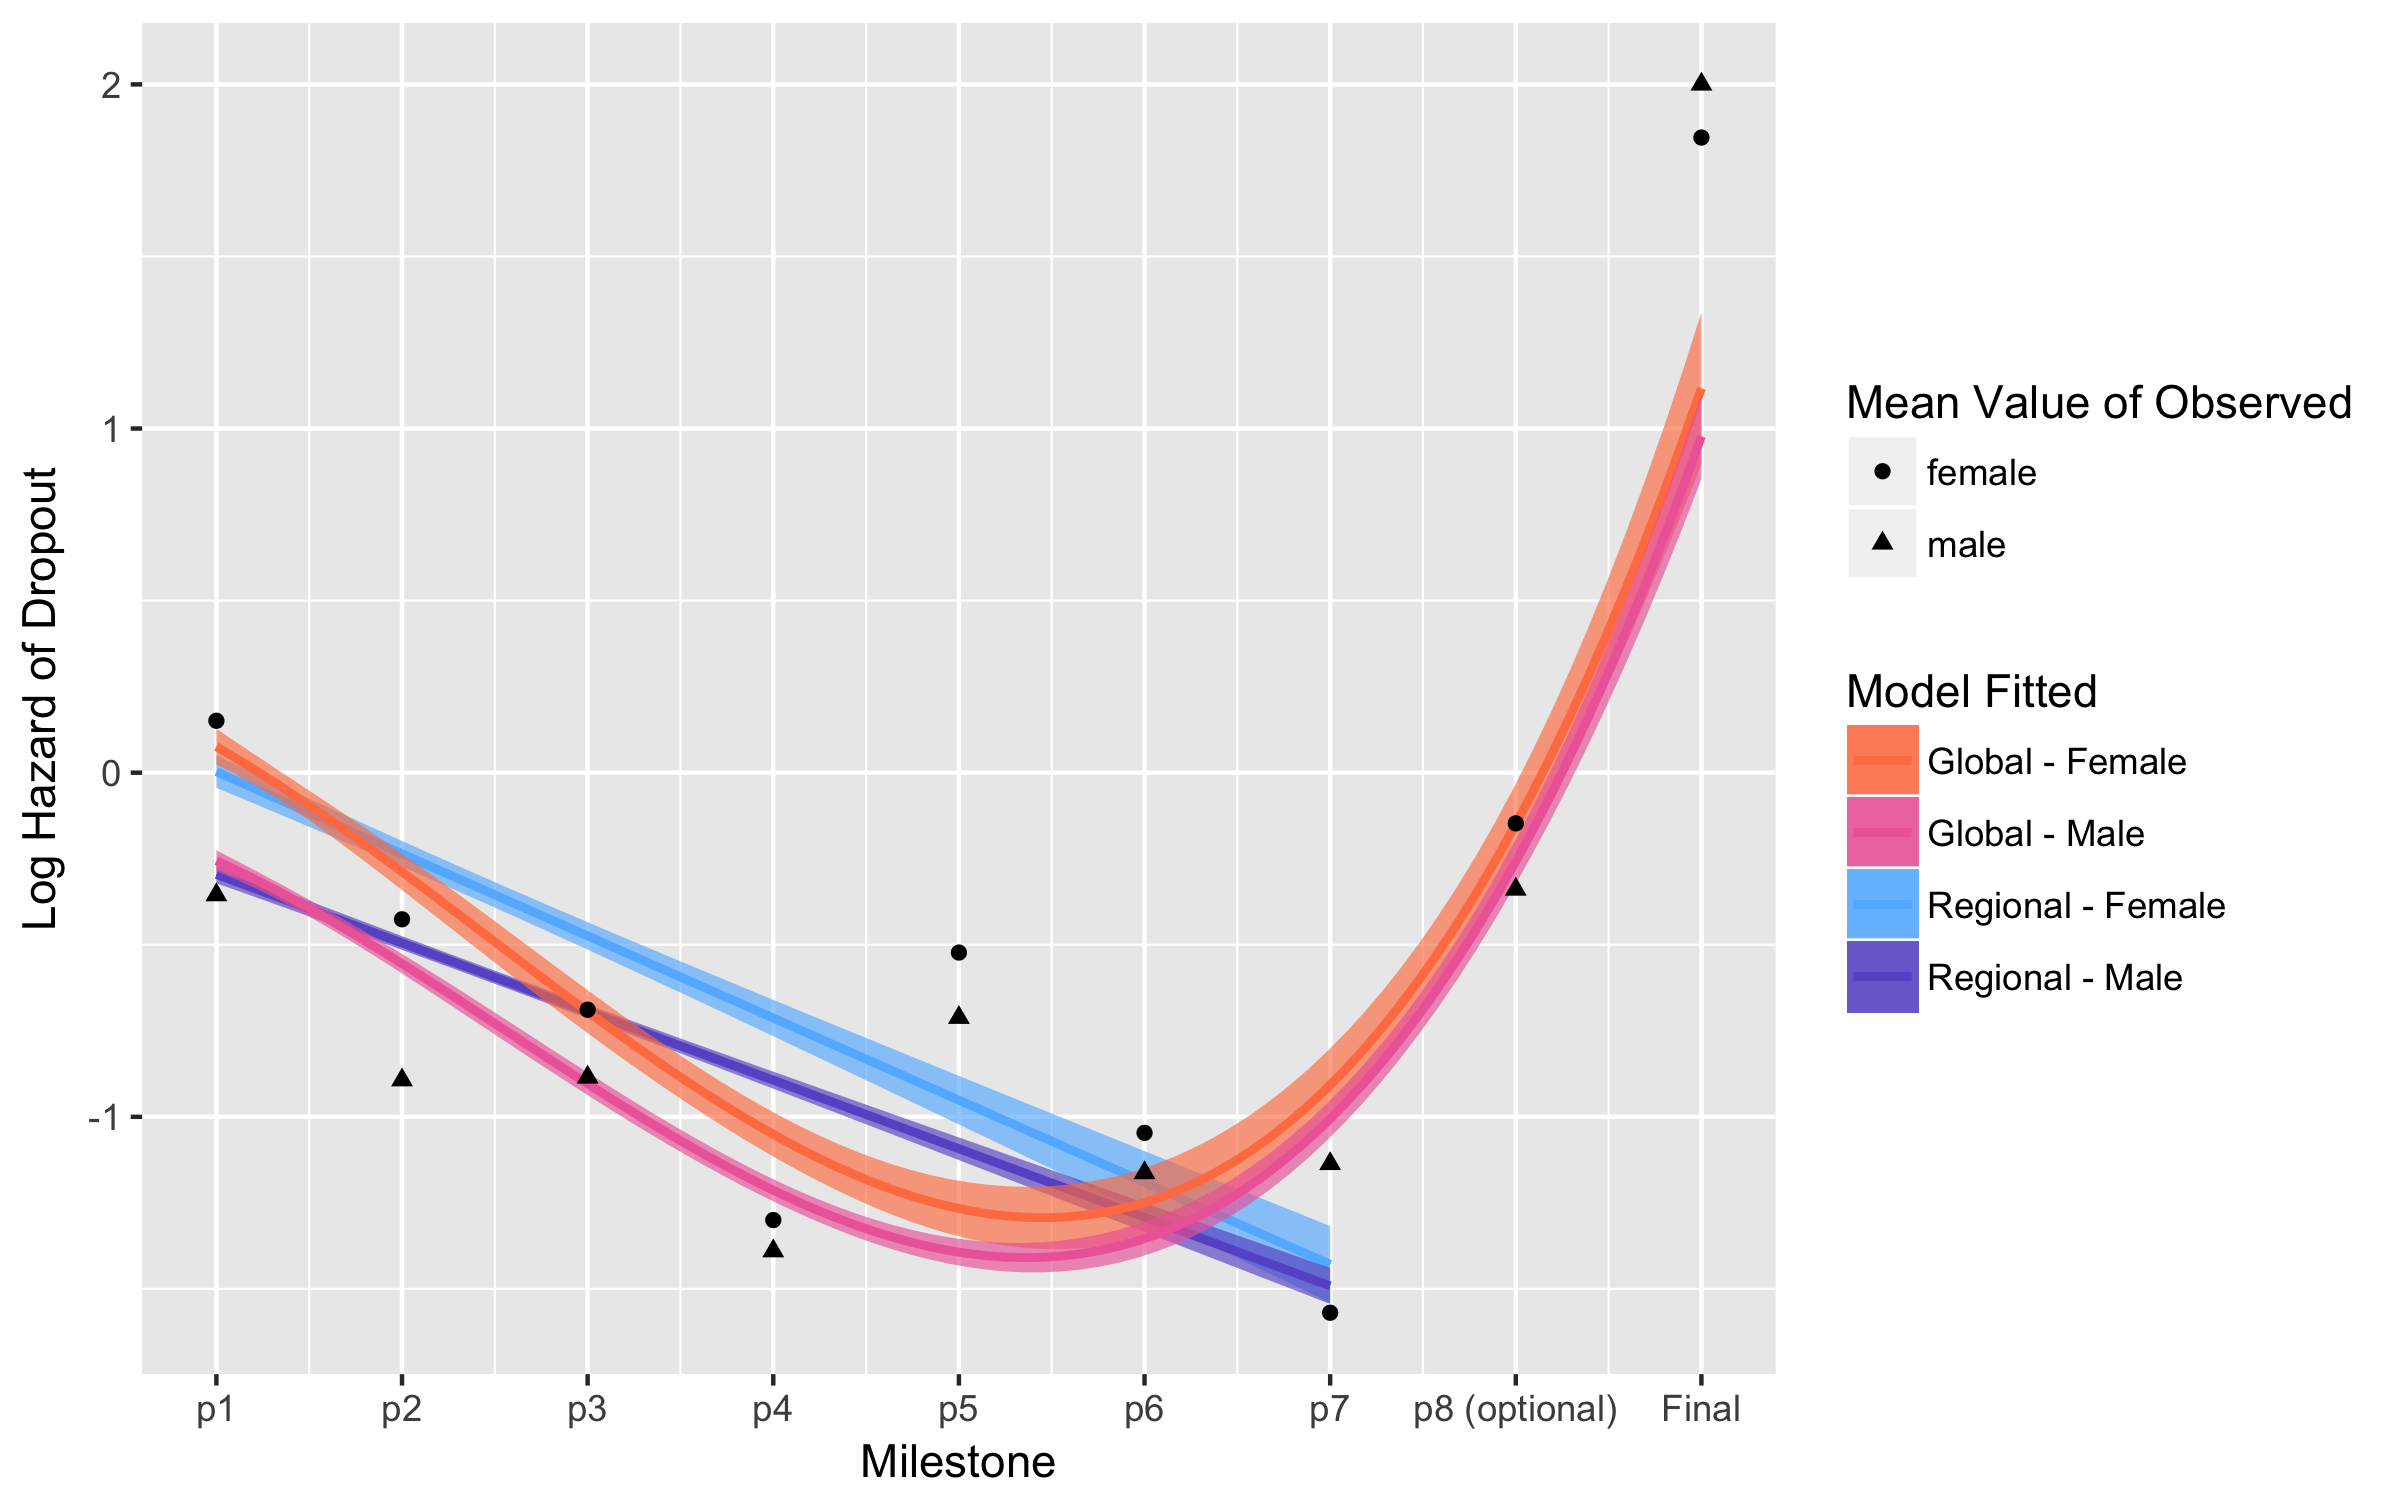 2
1
0
-1
Log Hazard of Dropout
p1 p2 p3 p4 p5 p6 p7 p8 (optional) Final
Milestone
Mean Value of Observed
female
male
Model Fitted
Global - Female
Global - Male
Regional - Female
Regional - Male